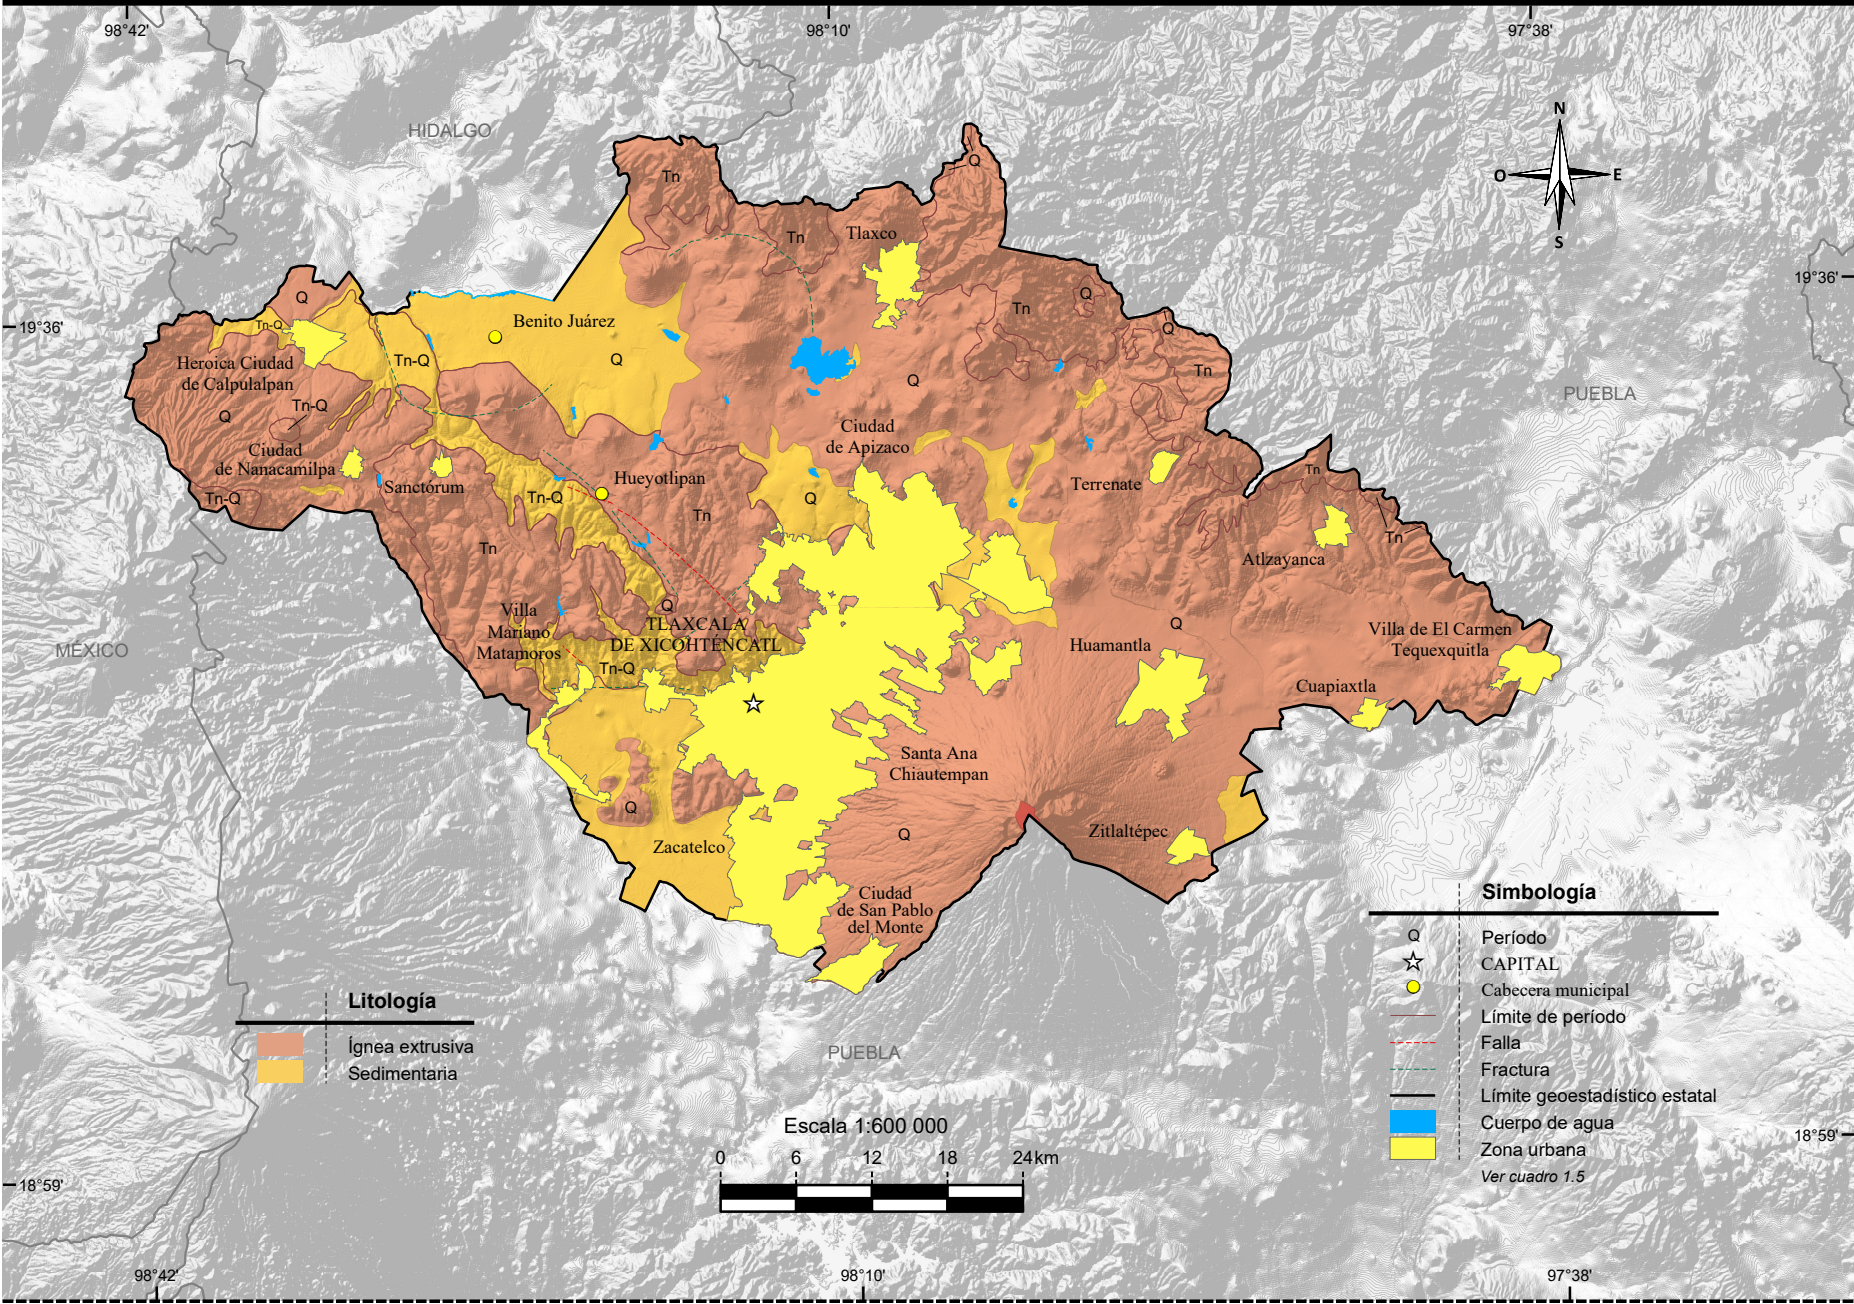 98°42'
98°10'
97°38'
HIDALGO
N
O
E
S
Q
Tn
Tn
Tlaxco
19°36'
Q
Tn
Q
Benito Juárez
Tn-Q
19°36'
Q
Heroica Ciudad
de Calpulalpan
Tn-Q
Q
Q
Tn
PUEBLA
Tn-Q
Q
Ciudad
de Apizaco
Ciudad
de Nanacamilpa
Sanctórum
Hueyotlipan
Terrenate
Tn
Tn-Q
Tn-Q
Q
Tn
Tn
Tn
Atlzayanca
Q
Villa
Mariano
Matamoros
TLAXCALA
DE XICOHTÉNCATL
Tn-Q
Q
Huamantla
Villa de El Carmen
Tequexquitla
MÉXICO
Cuapiaxtla
Santa Ana
Chiautempan
Q
Q
Zitlaltépec
Zacatelco
Ciudad
de San Pablo
del Monte
PUEBLA
Litología
Ígnea extrusiva
Sedimentaria
Simbología
Q Período
CAPITAL
Cabecera municipal
Límite de período
Falla
Fractura
Límite geoestadístico estatal
Cuerpo de agua
Zona urbana
Ver cuadro 1.5
Escala 1:600 000
0 6 12 18 24 km
18°59'
18°59'
98°42'
98°10'
97°38'